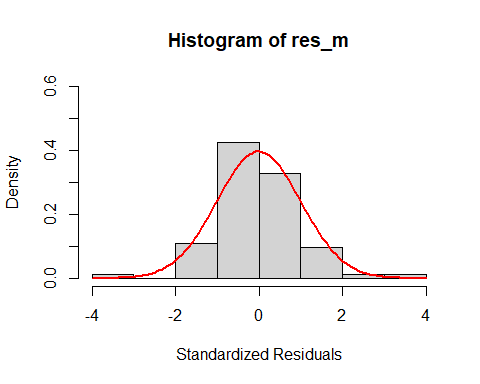 Histogram of res_m
Density
0.6
0.4
0.2
0.0
-4 -2 0 2 4
Standardized Residuals